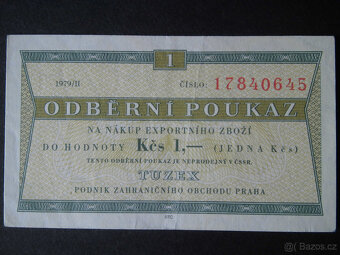 1
1979/II ČÍSLO: 17840645
ODBĚRNÍ POUKAZ
NA NÁKUP EXPORTNÍHO ZBOŽÍ
DO HODNOTY Kčs 1,— (JEDNA Kčs)
TENTO ODBĚRNÍ POUKAZ JE NEPRODEJNÝ V ČSSR.
TUZEX
PODNIK ZAHRANIČNÍHO OBCHODU PRAHA
Bazos.cz